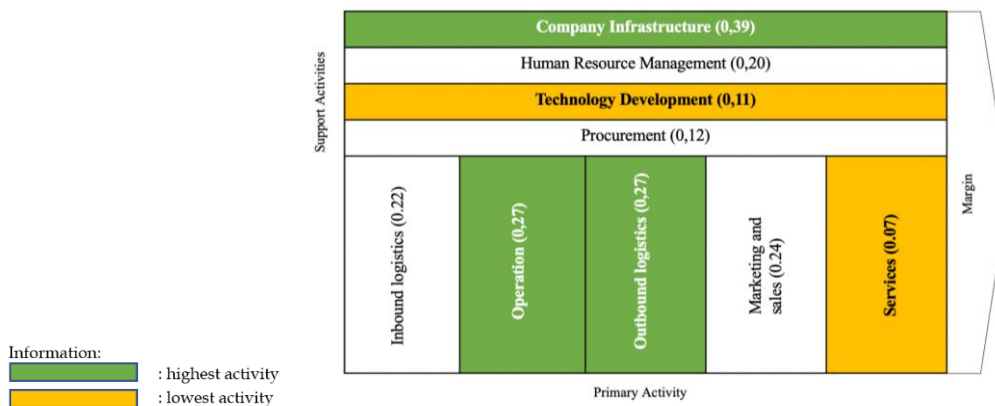 Support Activities
Company Infrastructure (0,39)
Human Resource Management (0,20)
Technology Development (0,11)
Procurement (0,12)
Inbound logistics (0.22)
Operation (0,27)
Outbound logistics (0,27)
Marketing and
sales (0.24)
Services (0.07)
Margin
Primary Activity
Information:
: highest activity
: lowest activity